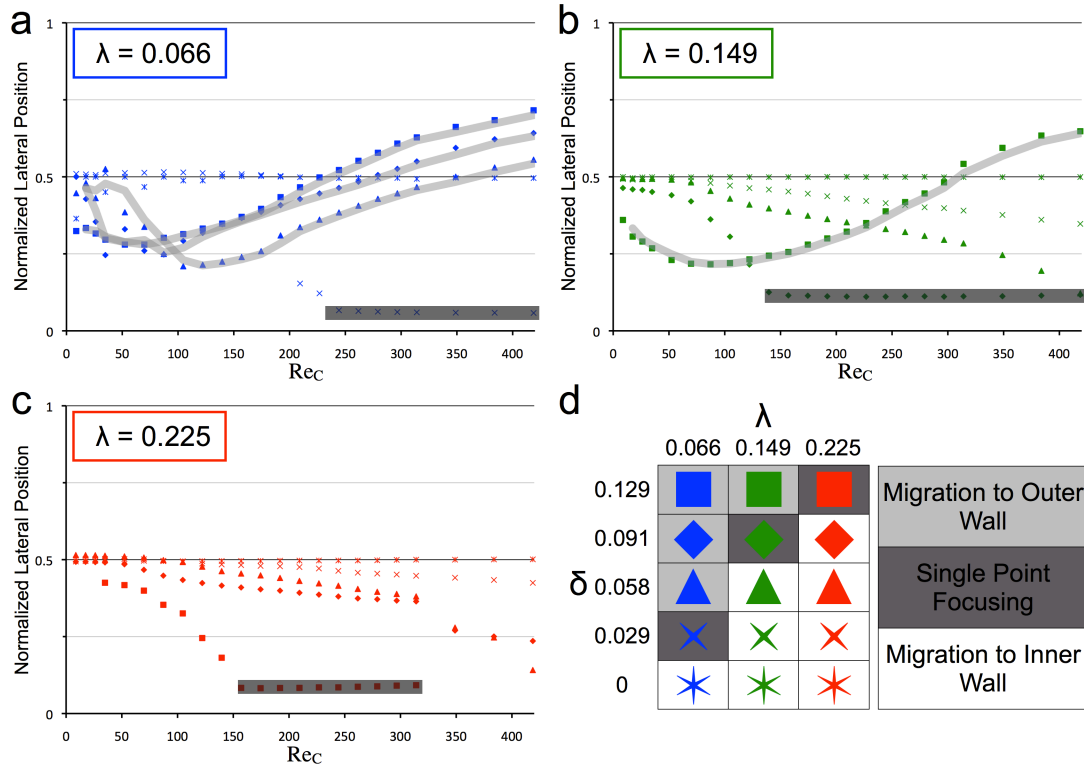 a
λ = 0.066
Normalized Lateral Position
1
0.5
0
0 50 100 150 200 250 300 350 400
ReC
b
λ = 0.149
Normalized Lateral Position
1
0.5
0
0 50 100 150 200 250 300 350 400
ReC
c
λ = 0.225
Normalized Lateral Position
1
0.5
0
0 50 100 150 200 250 300 350 400
ReC
d
λ
0.066 0.149 0.225
δ
0.129
0.091
0.058
0.029
0
Migration to Outer
Wall
Single Point
Focusing
Migration to Inner
Wall